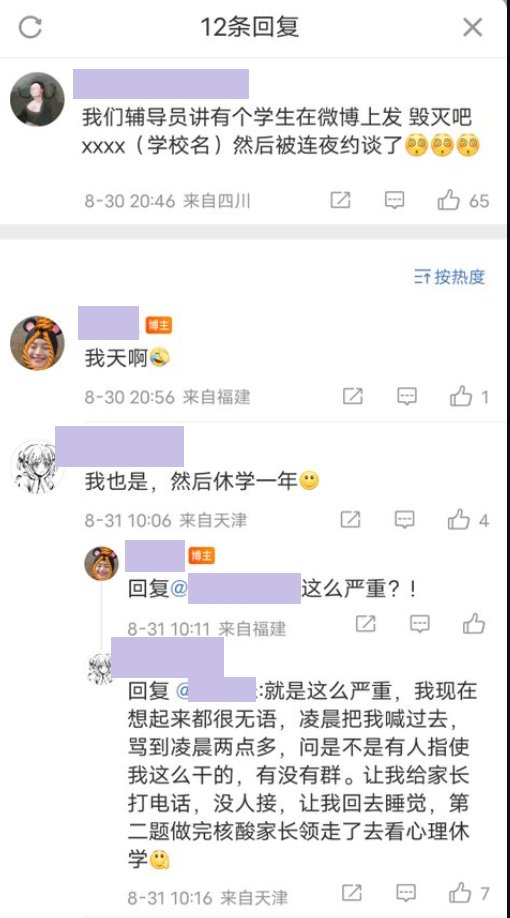 12条回复
我们辅导员讲有个学生在微博上发 毁灭吧
xxxx（学校名）然后被连夜约谈了
8-30 20:46 来自四川
65
按热度
博主
我天啊
8-30 20:56 来自福建
1
我也是，然后休学一年
8-31 10:06 来自天津
4
博主
回复@ 这么严重？！
8-31 10:11 来自福建
回复 @ :就是这么严重，我现在
想起来都很无语，凌晨把我喊过去，
骂到凌晨两点多，问是不是有人指使
我这么干的，有没有群。让我给家长
打电话，没人接，让我回去睡觉，第
二题做完核酸家长领走了去看心理休
学
8-31 10:16 来自天津
7